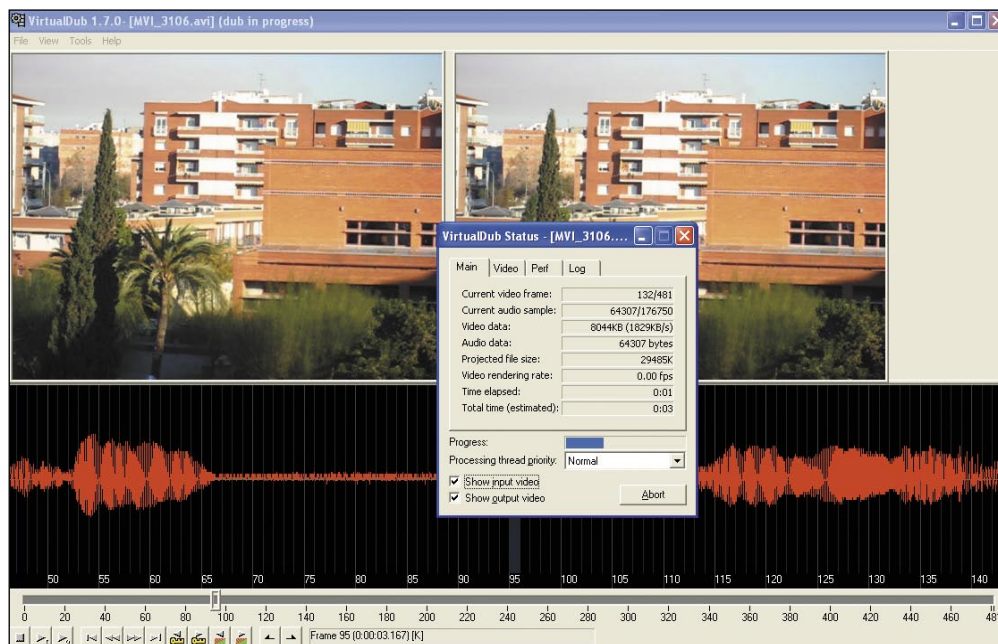 VirtualDub 1.7.0- [MVI_3106.avi] (dub in progress)
File View Tools Help
VirtualDub Status - [MVI_3106....
Main Video Perf Log
Current video frame: 132/481
Current audio sample: 64307/176750
Video data: 8044KB (1829KB/s)
Audio data: 64307 bytes
Projected file size: 29485K
Video rendering rate: 0.00 fps
Time elapsed: 0:01
Total time (estimated): 0:03
Progress:
Processing thread priority: Normal
Show input video
Show output video
Abort
50 55 60 65 70 75 80 85 90 95 100 105 110 115 120 125 130 135 140
0 20 40 60 80 100 120 140 160 180 200 220 240 260 280 300 320 340 360 380 400 420 440 460 481
Frame 95 (0:00:03.167) [K]